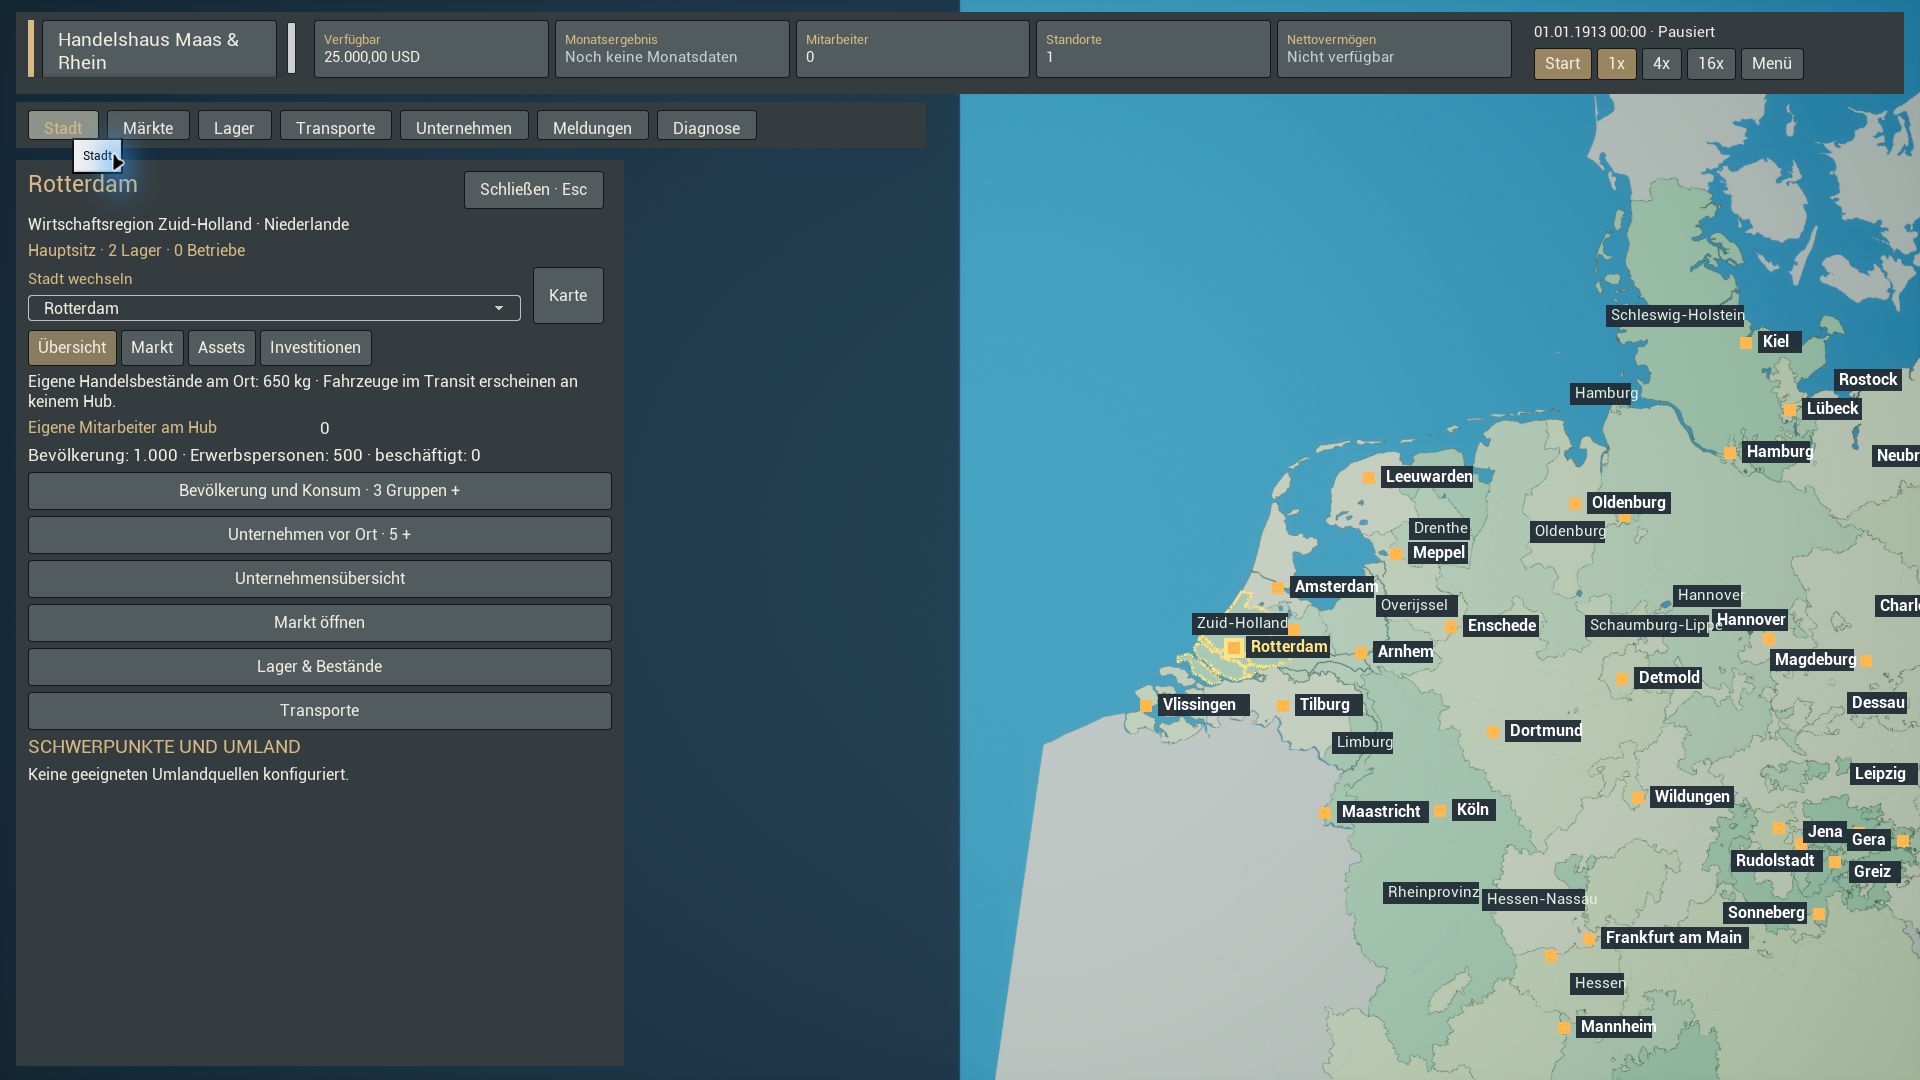 Handelshaus Maas &
Rhein
Verfügbar
25.000,00 USD
Monatsergebnis
Noch keine Monatsdaten
Mitarbeiter
0
Standorte
1
Nettovermögen
Nicht verfügbar
01.01.1913 00:00 · Pausiert
Start 1x 4x 16x Menü
Stadt Märkte Lager Transporte Unternehmen Meldungen Diagnose
Stadt
Rotterdam
Schließen · Esc
Wirtschaftsregion Zuid-Holland · Niederlande
Hauptsitz · 2 Lager · 0 Betriebe
Stadt wechseln
Rotterdam
Karte
Übersicht Markt Assets Investitionen
Eigene Handelsbestände am Ort: 650 kg · Fahrzeuge im Transit erscheinen an
keinem Hub.
Eigene Mitarbeiter am Hub 0
Bevölkerung: 1.000 · Erwerbspersonen: 500 · beschäftigt: 0
Bevölkerung und Konsum · 3 Gruppen +
Unternehmen vor Ort · 5 +
Unternehmensübersicht
Markt öffnen
Lager & Bestände
Transporte
SCHWERPUNKTE UND UMLAND
Keine geeigneten Umlandquellen konfiguriert.
Schleswig-Holstein
Kiel
Rostock
Hamburg
Lübeck
Hamburg
Neubr
Leeuwarden
Oldenburg
Drenthe
Oldenburg
Meppel
Amsterdam
Hannover
Overijssel
Charl
Zuid-Holland
Enschede
Schaumburg-Lippe
Hannover
Rotterdam
Arnhem
Magdeburg
Detmold
Vlissingen
Tilburg
Dessau
Dortmund
Limburg
Leipzig
Wildungen
Maastricht
Köln
Jena
Gera
Rudolstadt
Greiz
Rheinprovinz
Hessen-Nassau
Sonneberg
Frankfurt am Main
Hessen
Mannheim